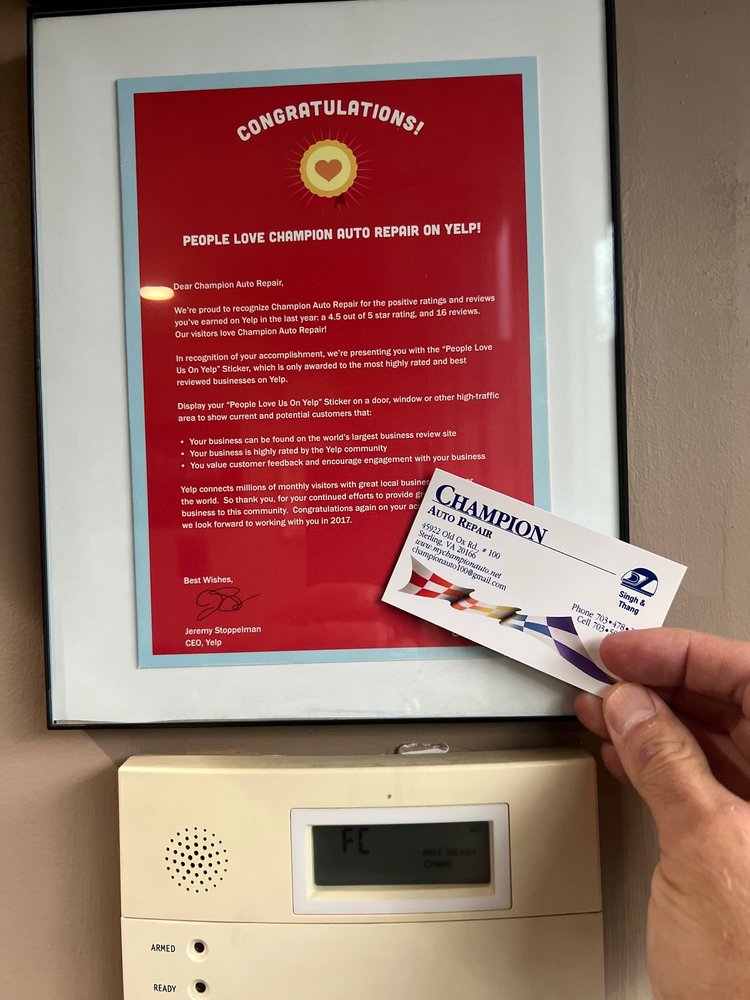 CONGRATULATIONS!
PEOPLE LOVE CHAMPION AUTO REPAIR ON YELP!
Dear Champion Auto Repair,
We're proud to recognize Champion Auto Repair for the positive ratings and reviews
you've earned on Yelp in the last year: a 4.5 out of 5 star rating, and 16 reviews.
Our visitors love Champion Auto Repair!
In recognition of your accomplishment, we're presenting you with the "People Love
Us On Yelp" Sticker, which is only awarded to the most highly rated and best
reviewed businesses on Yelp.
Display your "People Love Us On Yelp" Sticker on a door, window or other high-traffic
area to show current and potential customers that:
• Your business can be found on the world's largest business review site
• Your business is highly rated by the Yelp community
• You value customer feedback and encourage engagement with your business
Yelp connects millions of monthly visitors with great local
the world. So thank you, for your continued efforts to provide
business to this community. Congratulations again on your
we look forward to working with you in 2017.
Best Wishes,
Jeremy Stoppelman
CEO, Yelp
CHAMPION
AUTO REPAIR
45922 Old Ox Rd., # 100
Sterling, VA 20166
www.mychampionauto.net
championauto100@gmail.com
Singh &
Thang
Phone 703•478•
Cell 703•
FC
NOT READY
CHIME
ARMED
READY